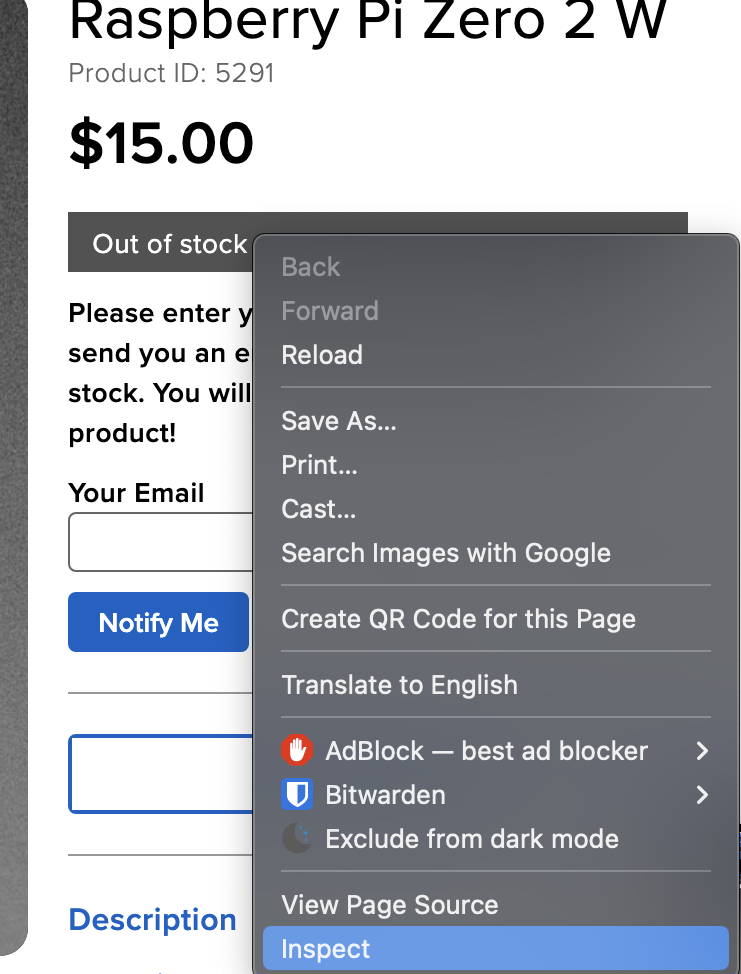 Raspberry Pi Zero 2 W
Product ID: 5291
$15.00
Out of stock
Please enter y
send you an e
stock. You will
product!
Your Email
Notify Me
Description
Back
Forward
Reload
Save As...
Print...
Cast...
Search Images with Google
Create QR Code for this Page
Translate to English
AdBlock — best ad blocker
Bitwarden
Exclude from dark mode
View Page Source
Inspect